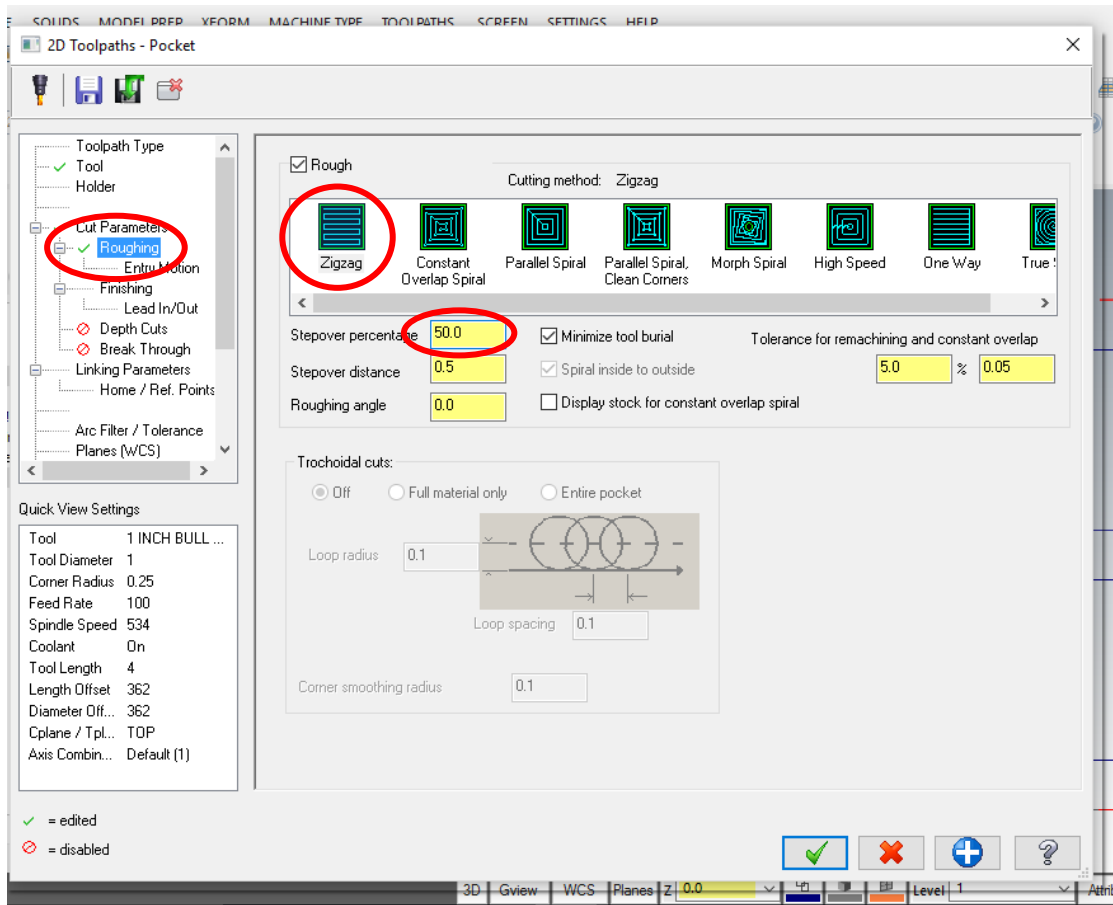 SOLIDS MODEL PREP XFORM MACHINE TYPE TOOLPATHS SCREEN SETTINGS HELP
2D Toolpaths - Pocket
Toolpath Type
Tool
Holder
Cut Parameters
Roughing
Entry Motion
Finishing
Lead In/Out
Depth Cuts
Break Through
Linking Parameters
Home / Ref. Points
Arc Filter / Tolerance
Planes (WCS)
Quick View Settings
Tool 1 INCH BULL ...
Tool Diameter 1
Corner Radius 0.25
Feed Rate 100
Spindle Speed 534
Coolant On
Tool Length 4
Length Offset 362
Diameter Off... 362
Cplane / Tpl... TOP
Axis Combin... Default (1)
= edited
= disabled
Rough
Cutting method: Zigzag
Zigzag
Constant Overlap Spiral
Parallel Spiral
Parallel Spiral, Clean Corners
Morph Spiral
High Speed
One Way
True
Stepover percentage 50.0
Minimize tool burial
Tolerance for remachining and constant overlap
Stepover distance 0.5
Spiral inside to outside
5.0 % 0.05
Roughing angle 0.0
Display stock for constant overlap spiral
Trochoidal cuts:
Off Full material only Entire pocket
Loop radius 0.1
Loop spacing 0.1
Corner smoothing radius 0.1
3D Gview WCS Planes Z 0.0 Level 1 Attri